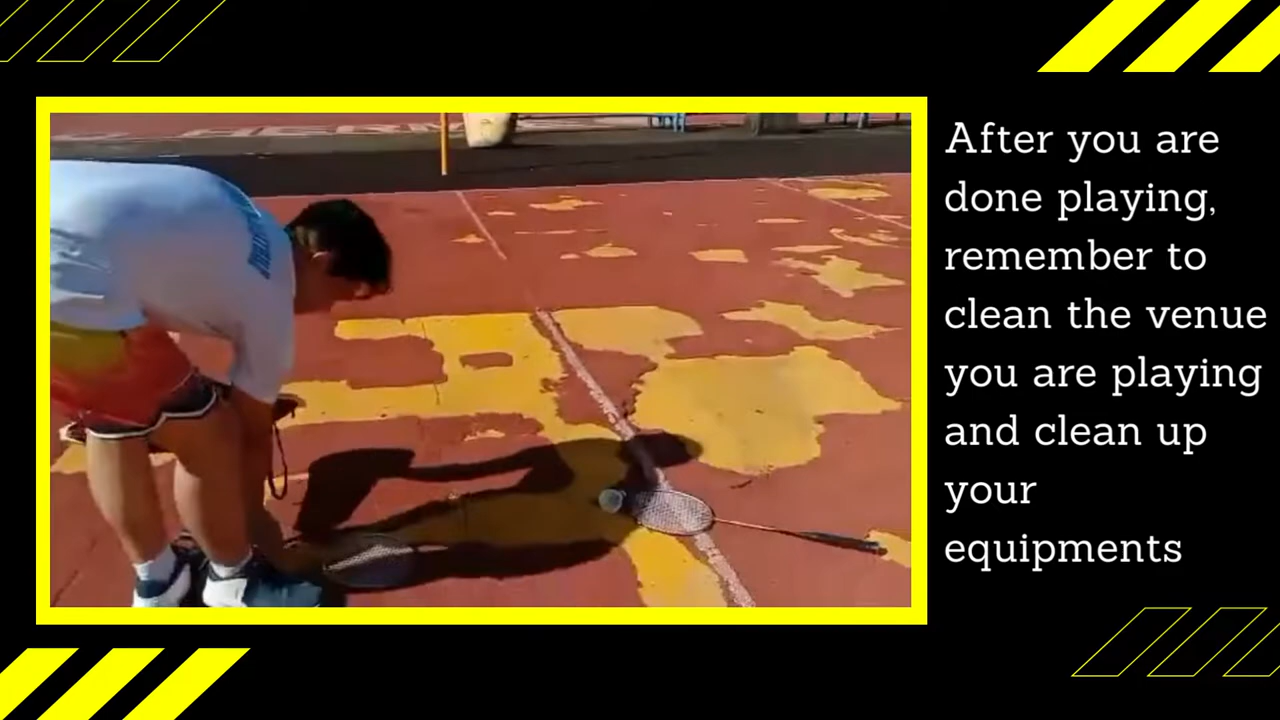 After you are
done playing,
remember to
clean the venue
you are playing
and clean up
your
equipments